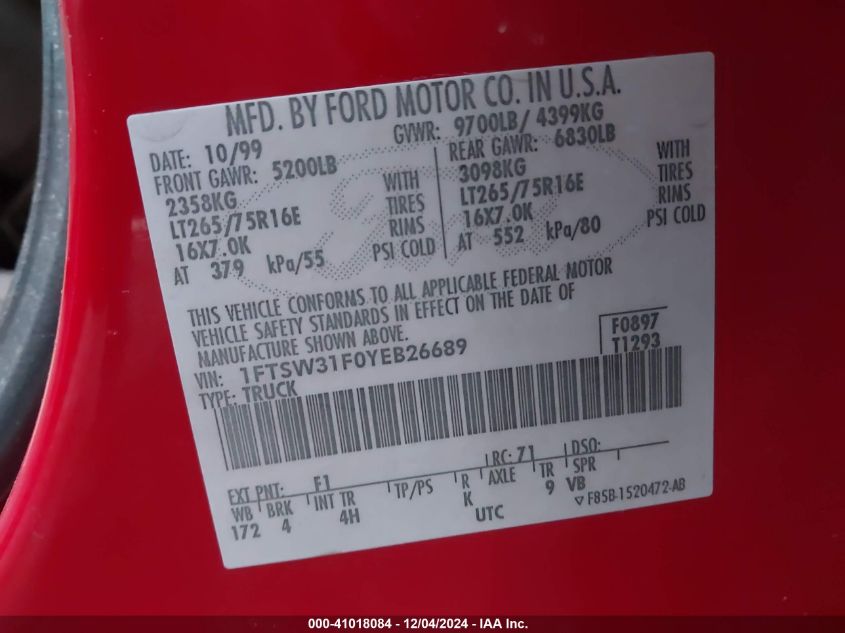 MFD. BY FORD MOTOR CO. IN U.S.A.
DATE: 10/99 GVWR: 9700LB/ 4399KG
FRONT GAWR: 5200LB REAR GAWR: 6830LB
2358KG WITH 3098KG WITH
LT265/75R16E TIRES LT265/75R16E TIRES
16X7.0K RIMS 16X7.0K RIMS
AT 379 kPa/55 PSI COLD AT 552 kPa/80 PSI COLD
THIS VEHICLE CONFORMS TO ALL APPLICABLE FEDERAL MOTOR
VEHICLE SAFETY STANDARDS IN EFFECT ON THE DATE OF
MANUFACTURE SHOWN ABOVE.
F0897
VIN: 1FTSW31F0YEB26689 T1293
TYPE: TRUCK
EXT PNT: F1 RC: 71 DSO:
WB BRK INT TR TP/PS R AXLE TR SPR
172 4 4H K 9 VB
UTC ▽ F85B-1520472-AB
000-41018084 - 12/04/2024 - IAA Inc.